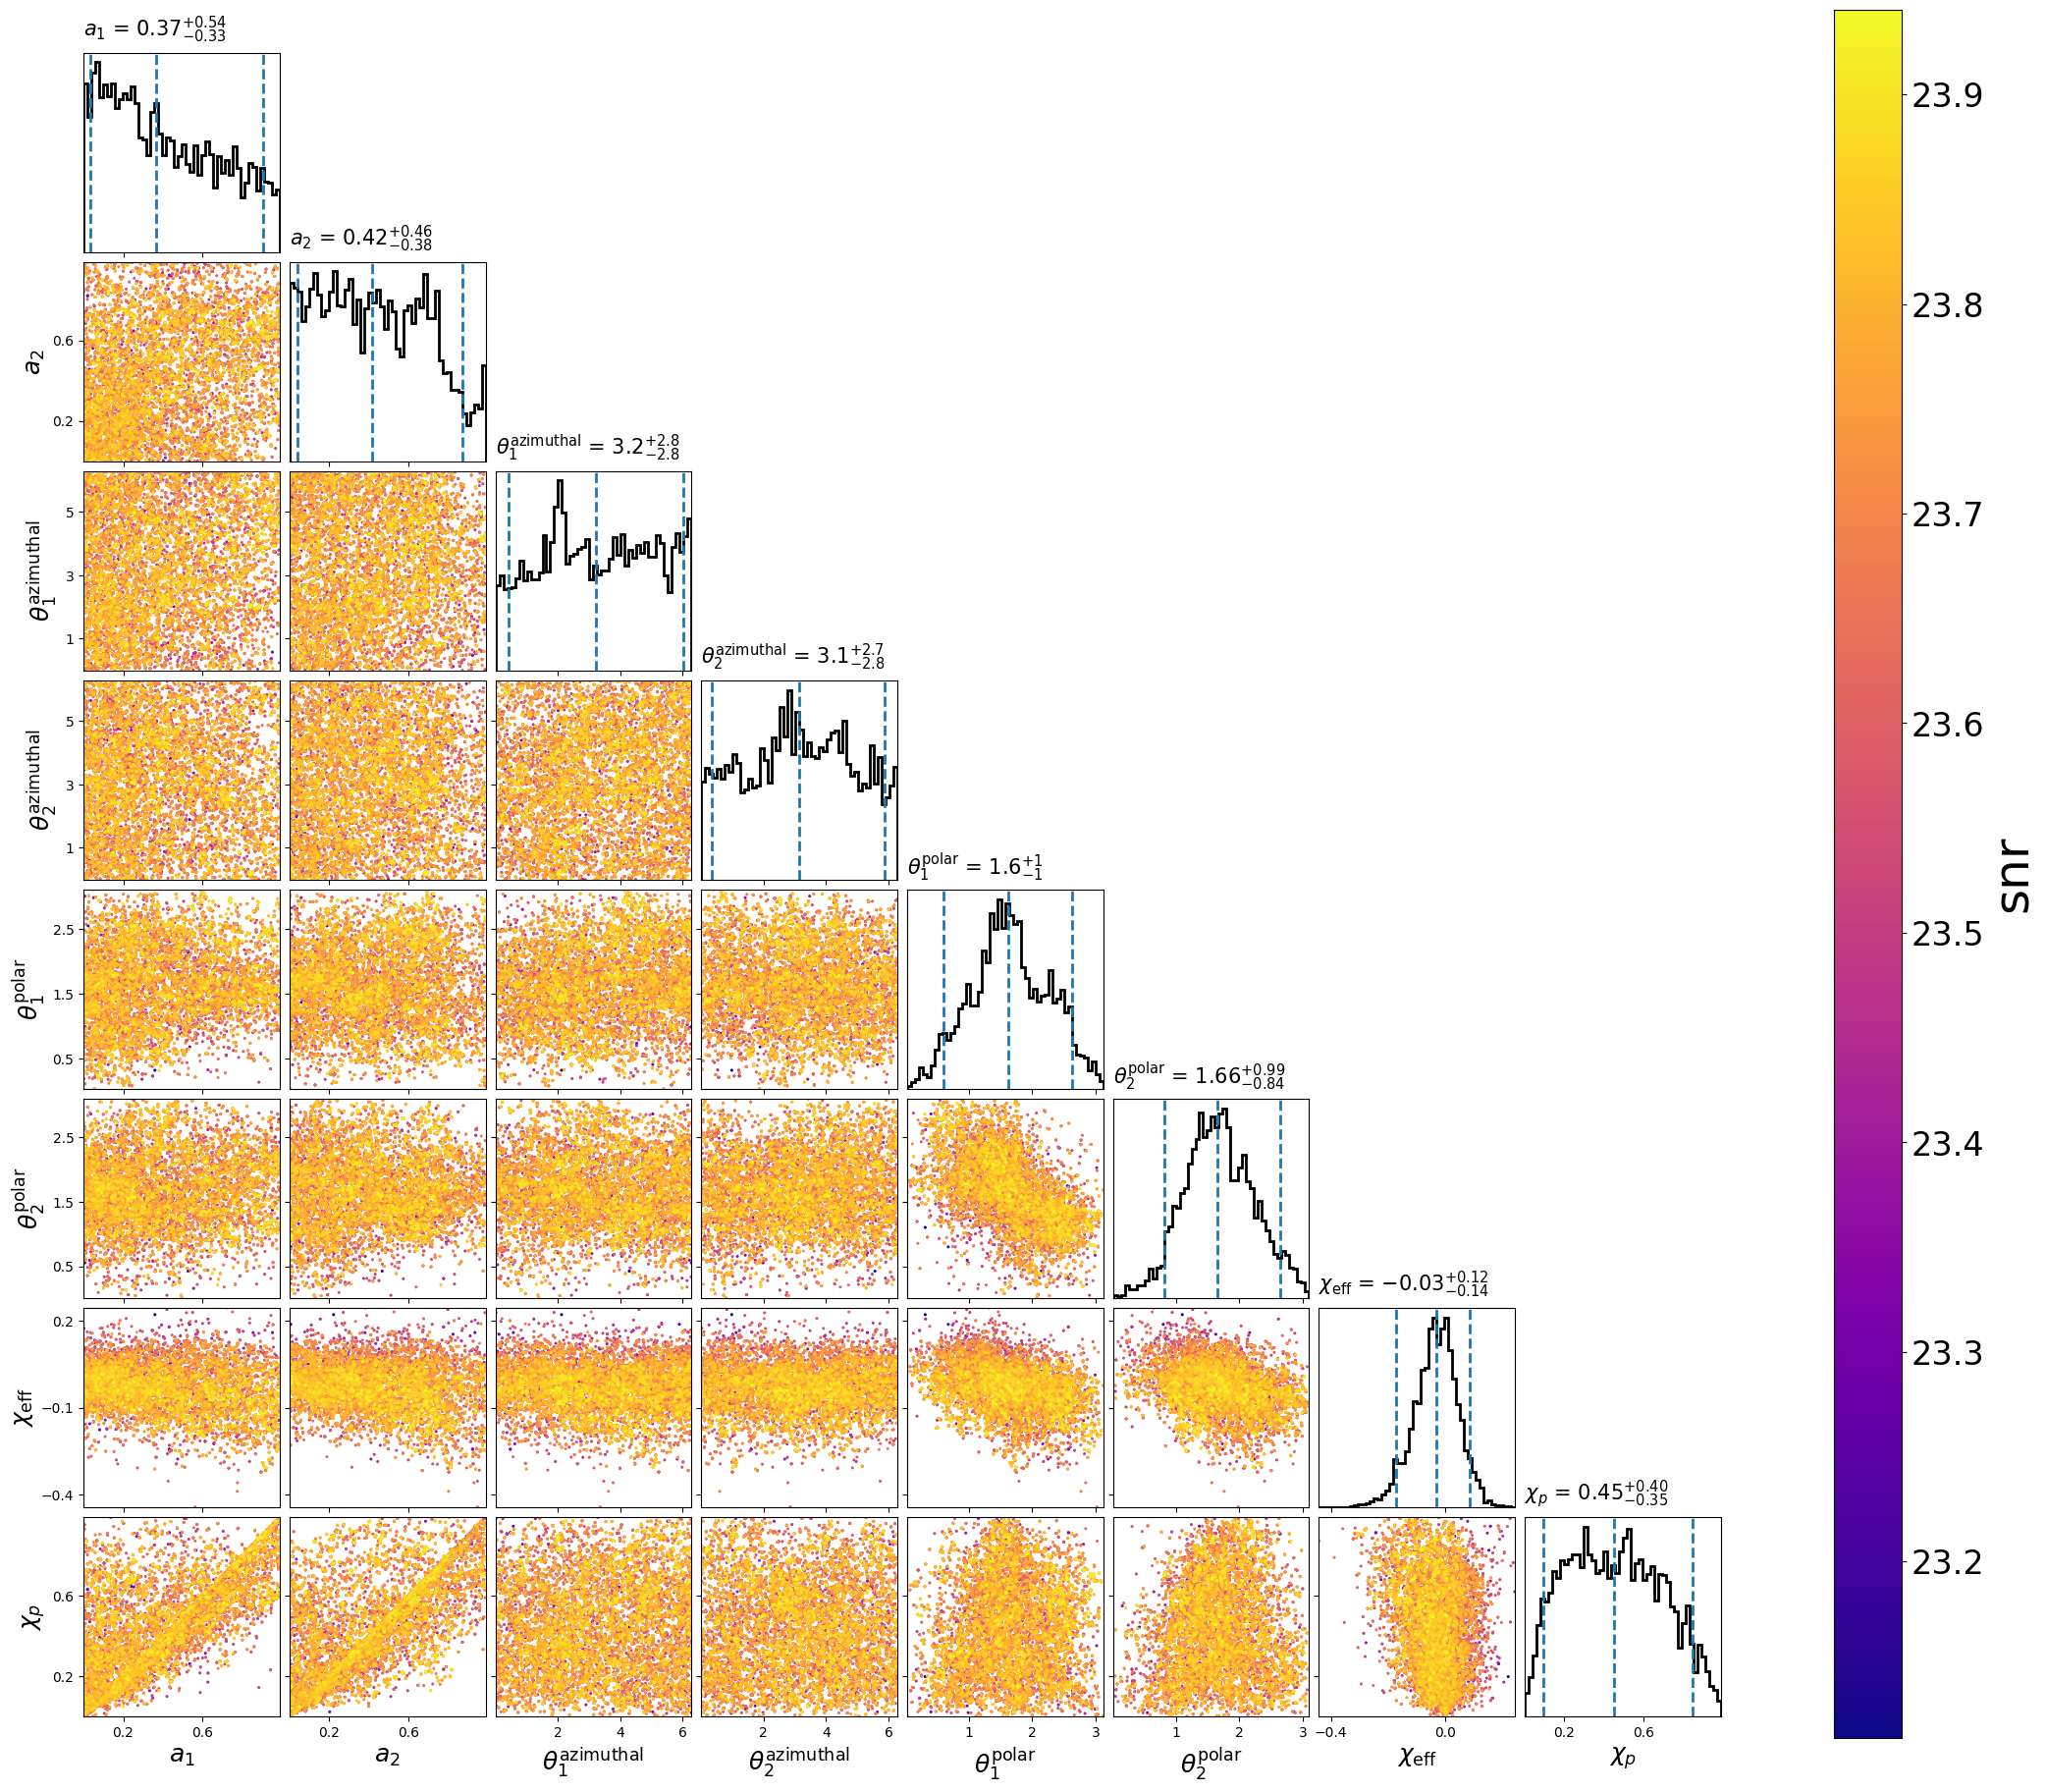 a₁ = 0.37+0.54−0.33
23.9
a₂ = 0.42+0.46−0.38
23.8
0.6
a₂
0.2
θ₁^azimuthal = 3.2+2.8−2.8
23.7
5
3
1
θ₁^azimuthal
θ₂^azimuthal = 3.1+2.7−2.8
23.6
5
3
1
θ₂^azimuthal
θ₁^polar = 1.6+1−1
snr
23.5
2.5
1.5
0.5
θ₁^polar
θ₂^polar = 1.66+0.99−0.84
23.4
2.5
1.5
0.5
θ₂^polar
χeff = −0.03+0.12−0.14
23.3
0.2
−0.1
−0.4
χeff
χp = 0.45+0.40−0.35
23.2
0.6
0.2
χp
0.2 0.6 0.2 0.6 2 4 6 2 4 6 1 2 3 1 2 3 −0.4 0.0 0.2 0.6
a₁ a₂ θ₁^azimuthal θ₂^azimuthal θ₁^polar θ₂^polar χeff χp